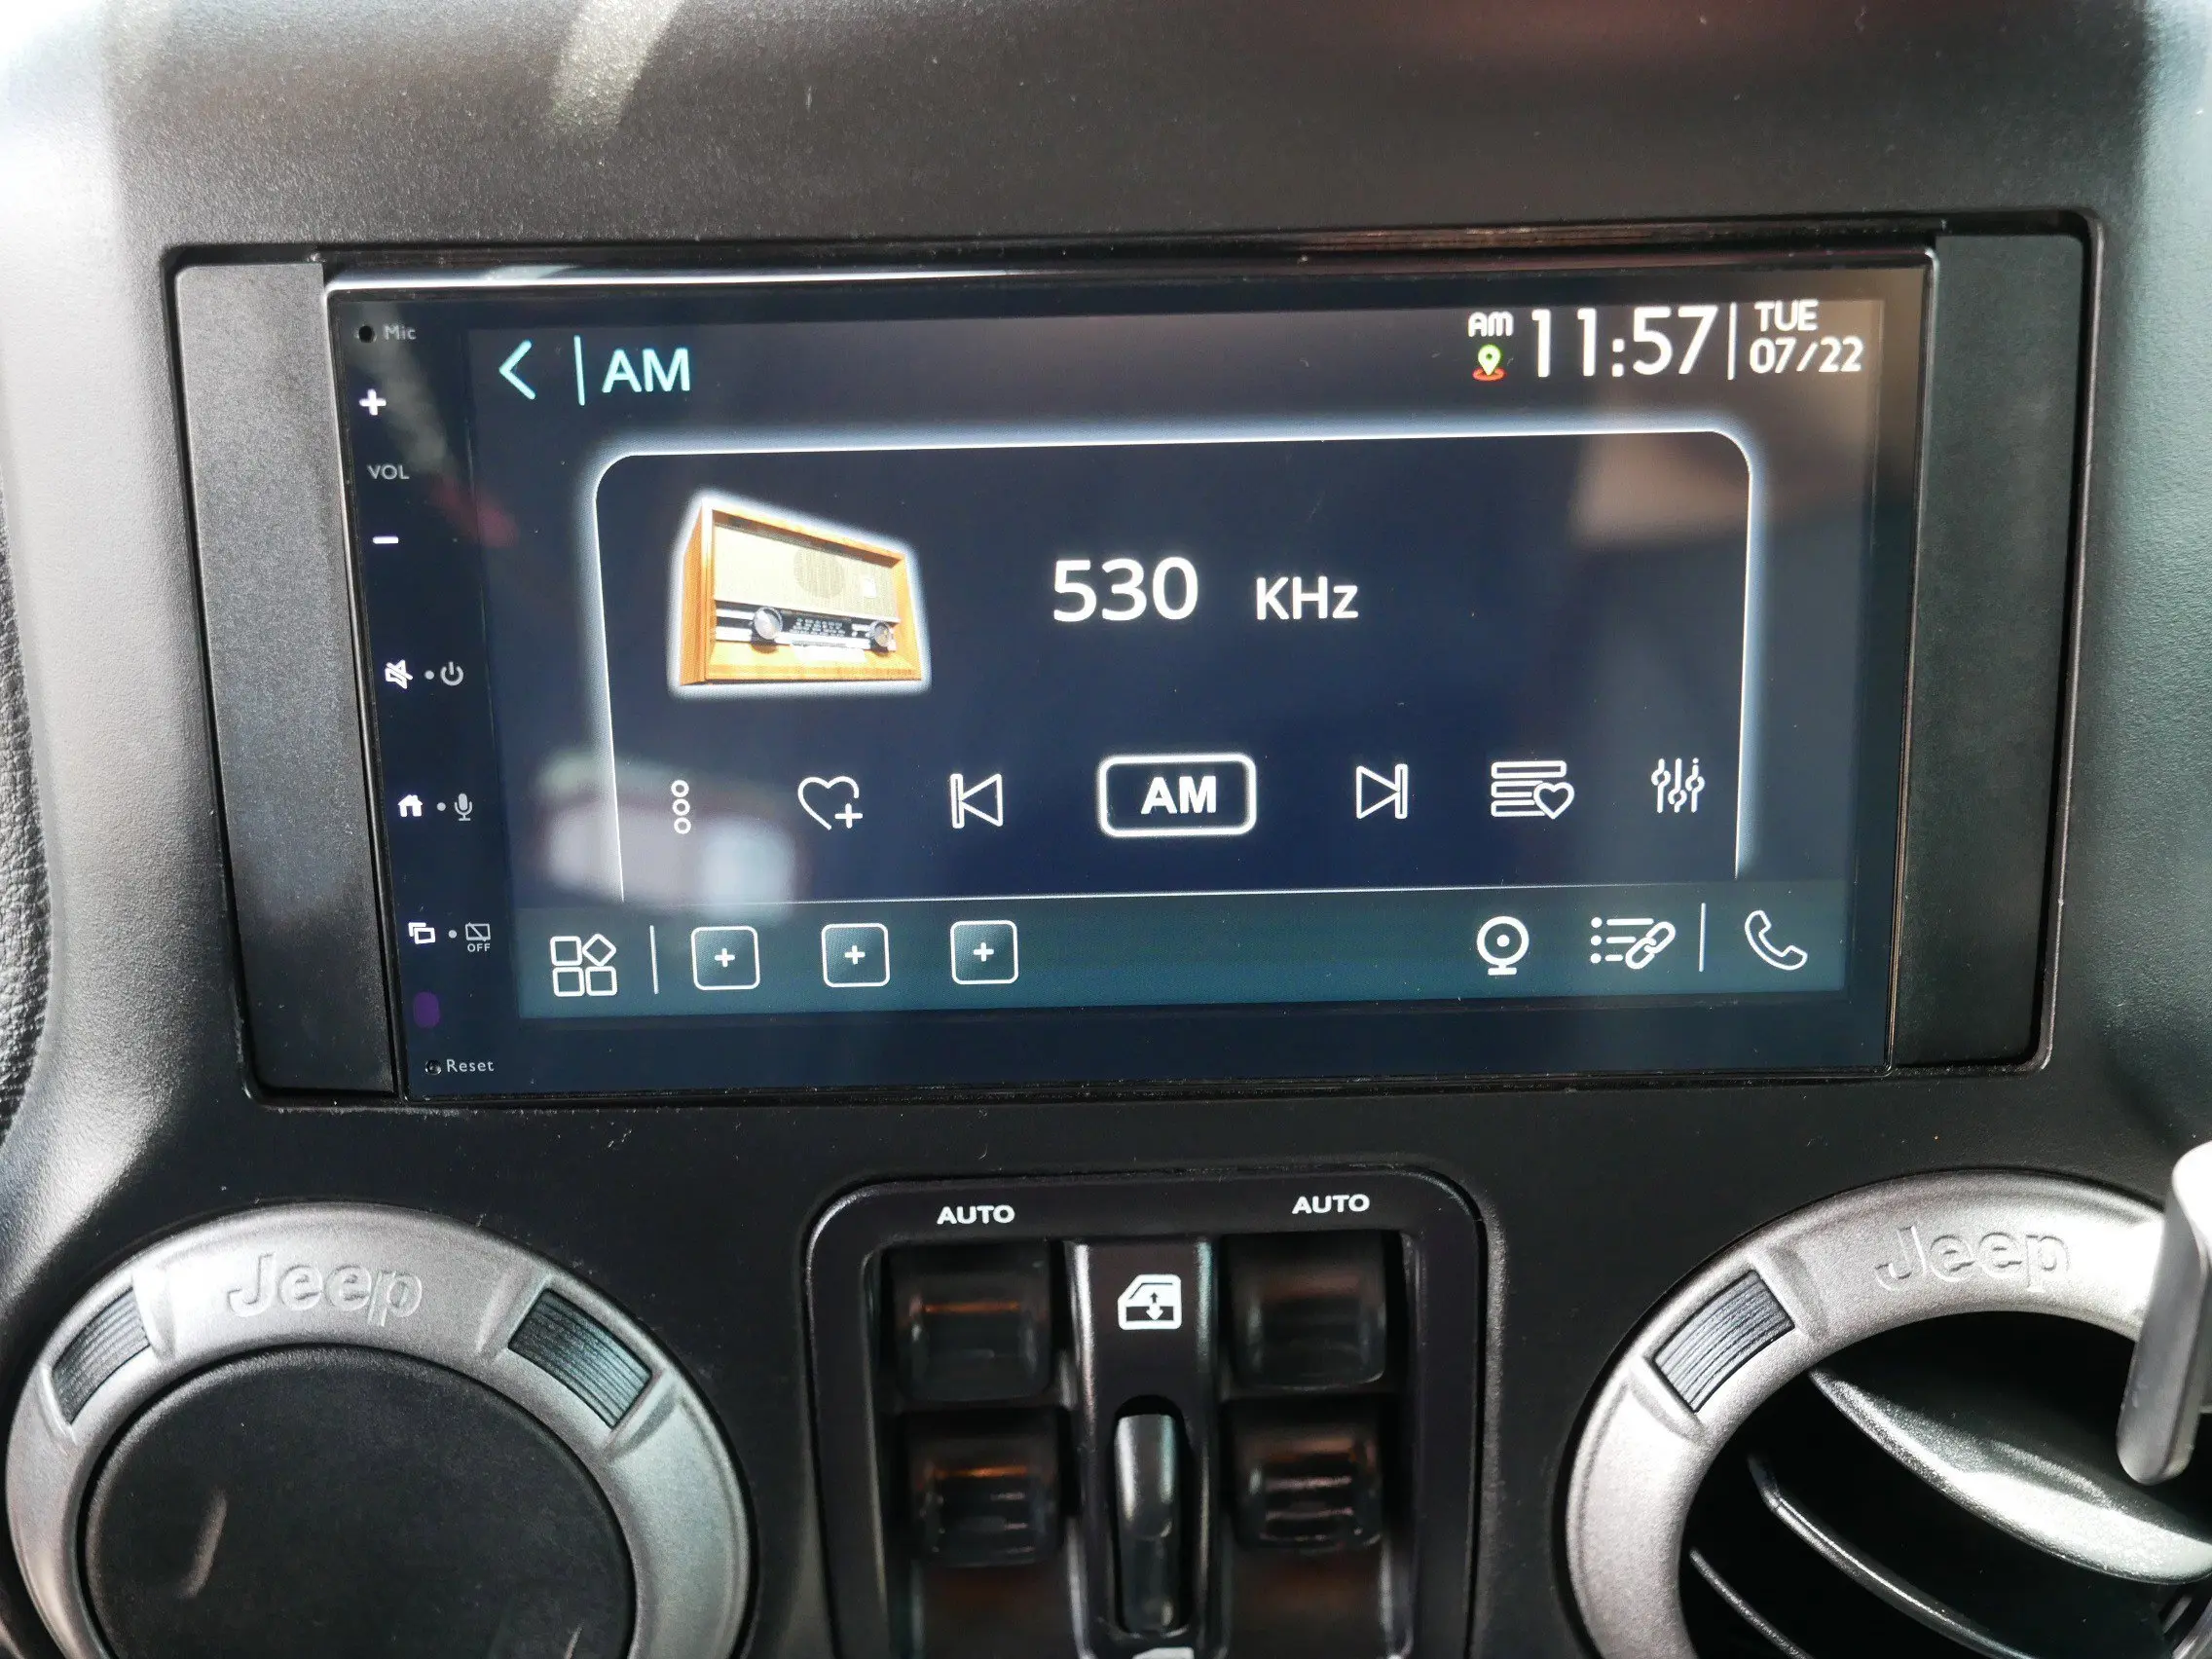 Mic
AM
AM 11:57 TUE
07/22
VOL
530 KHz
AM
OFF
Reset
AUTO AUTO
Jeep Jeep